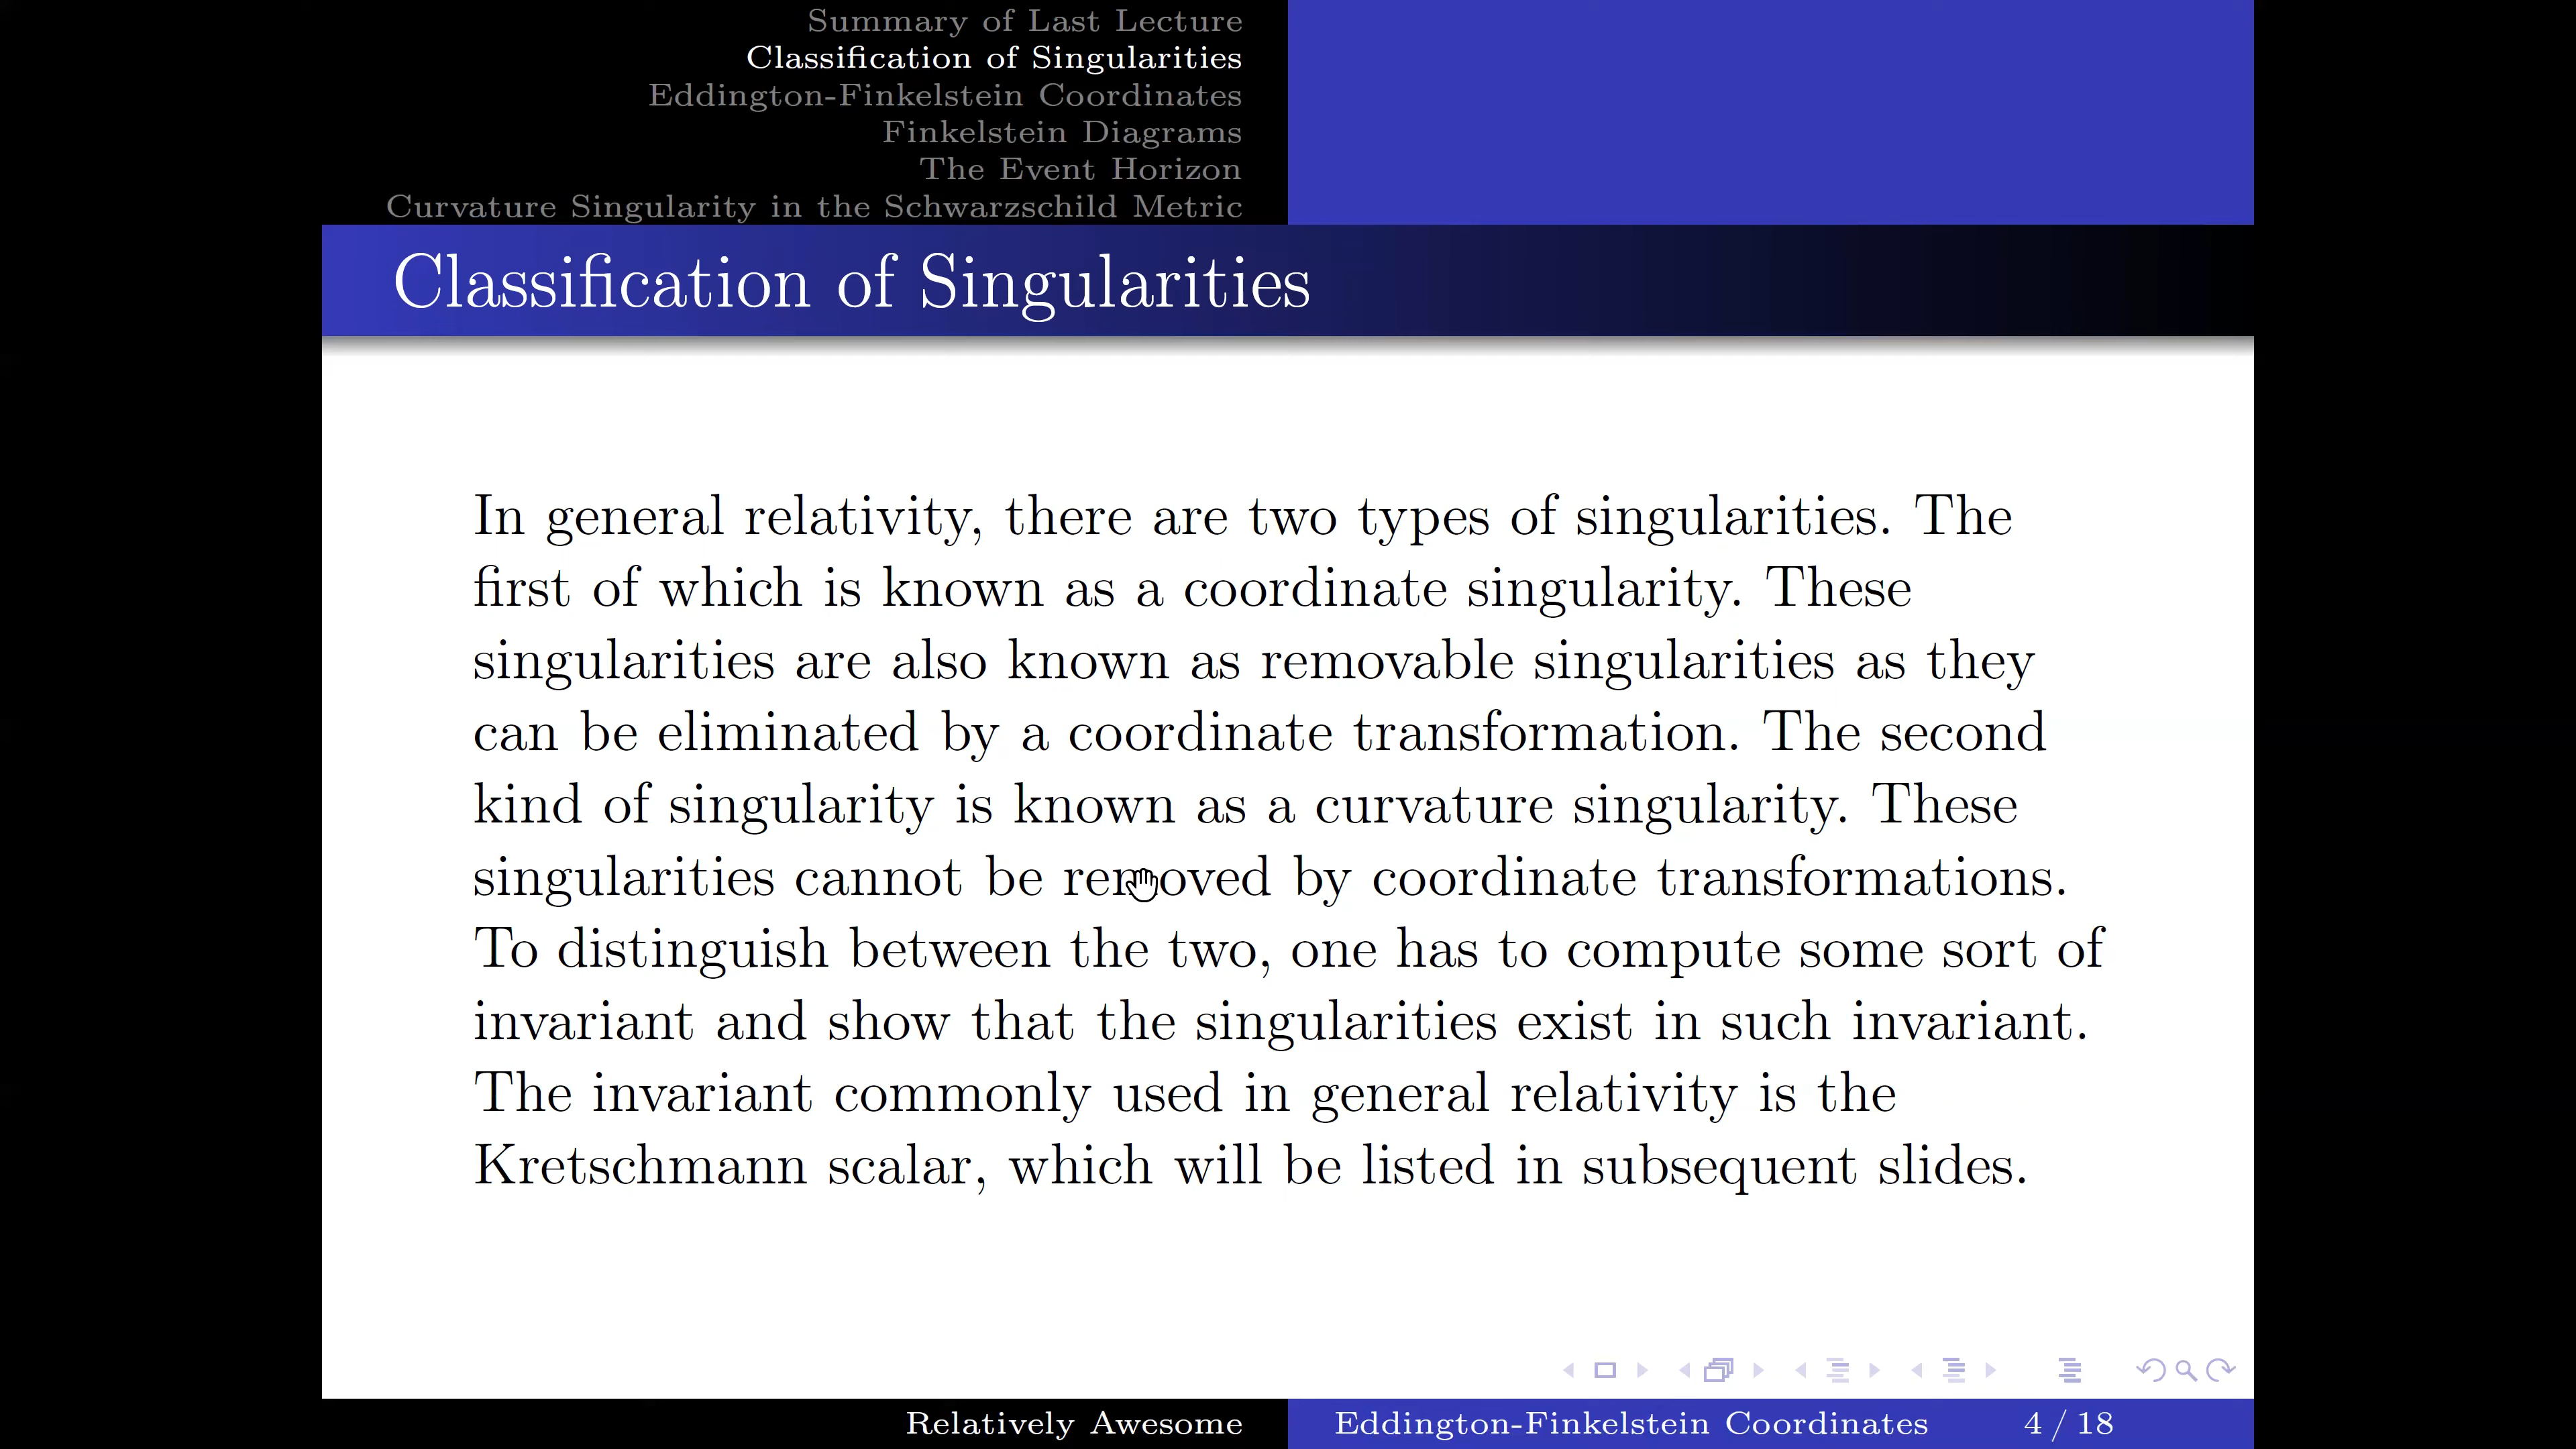 Summary of Last Lecture
Classification of Singularities
Eddington-Finkelstein Coordinates
Finkelstein Diagrams
The Event Horizon
Curvature Singularity in the Schwarzschild Metric
Classification of Singularities
In general relativity, there are two types of singularities. The
first of which is known as a coordinate singularity. These
singularities are also known as removable singularities as they
can be eliminated by a coordinate transformation. The second
kind of singularity is known as a curvature singularity. These
singularities cannot be removed by coordinate transformations.
To distinguish between the two, one has to compute some sort of
invariant and show that the singularities exist in such invariant.
The invariant commonly used in general relativity is the
Kretschmann scalar, which will be listed in subsequent slides.
Relatively Awesome
Eddington-Finkelstein Coordinates
4 / 18